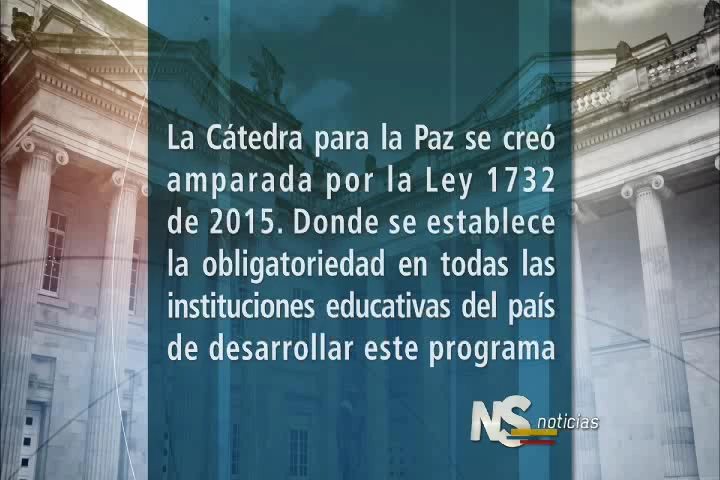 La Cátedra para la Paz se creó
amparada por la Ley 1732
de 2015. Donde se establece
la obligatoriedad en todas las
instituciones educativas del país
de desarrollar este programa
NS noticias